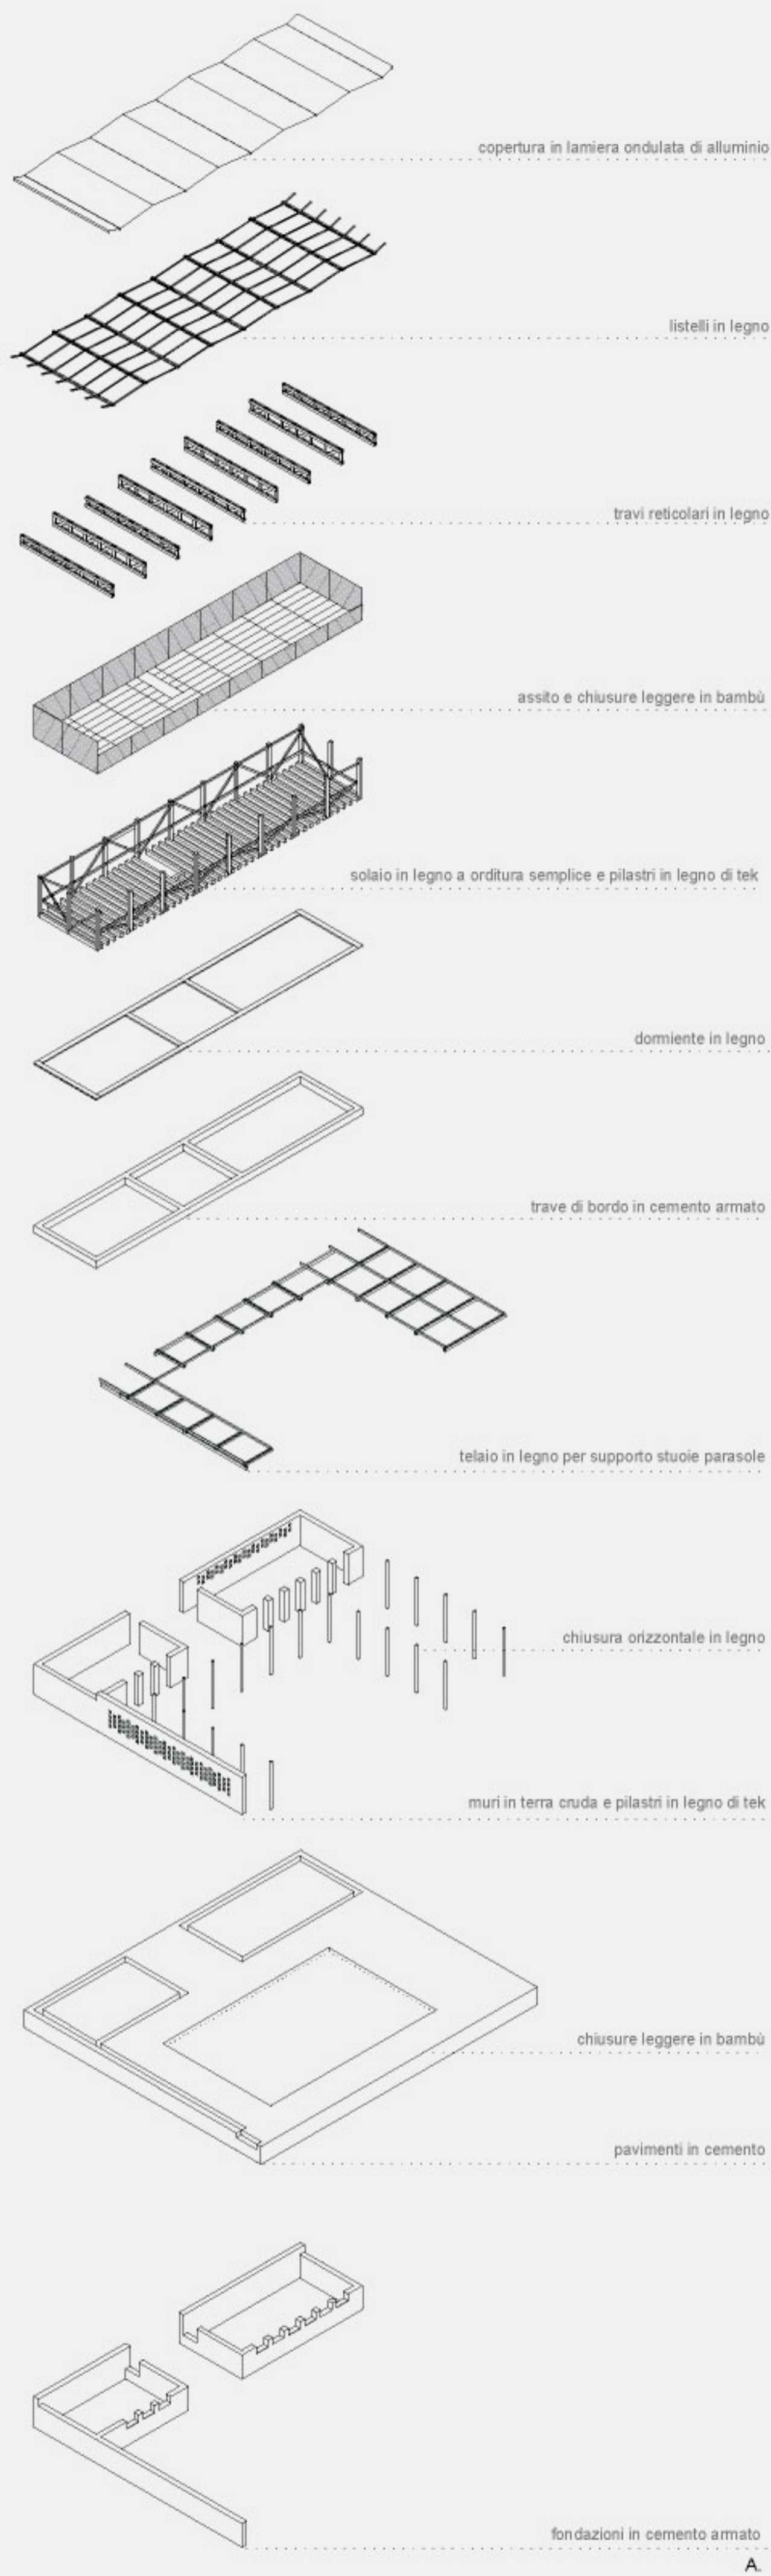 copertura in lamiera ondulata di alluminio
listelli in legno
travi reticolari in legno
assito e chiusure leggere in bambù
solaio in legno a orditura semplice e pilastri in legno di tek
dormiente in legno
trave di bordo in cemento armato
telaio in legno per supporto stuoie parasole
chiusura orizzontale in legno
muri in terra cruda e pilastri in legno di tek
chiusure leggere in bambù
pavimenti in cemento
fondazioni in cemento armato
A.